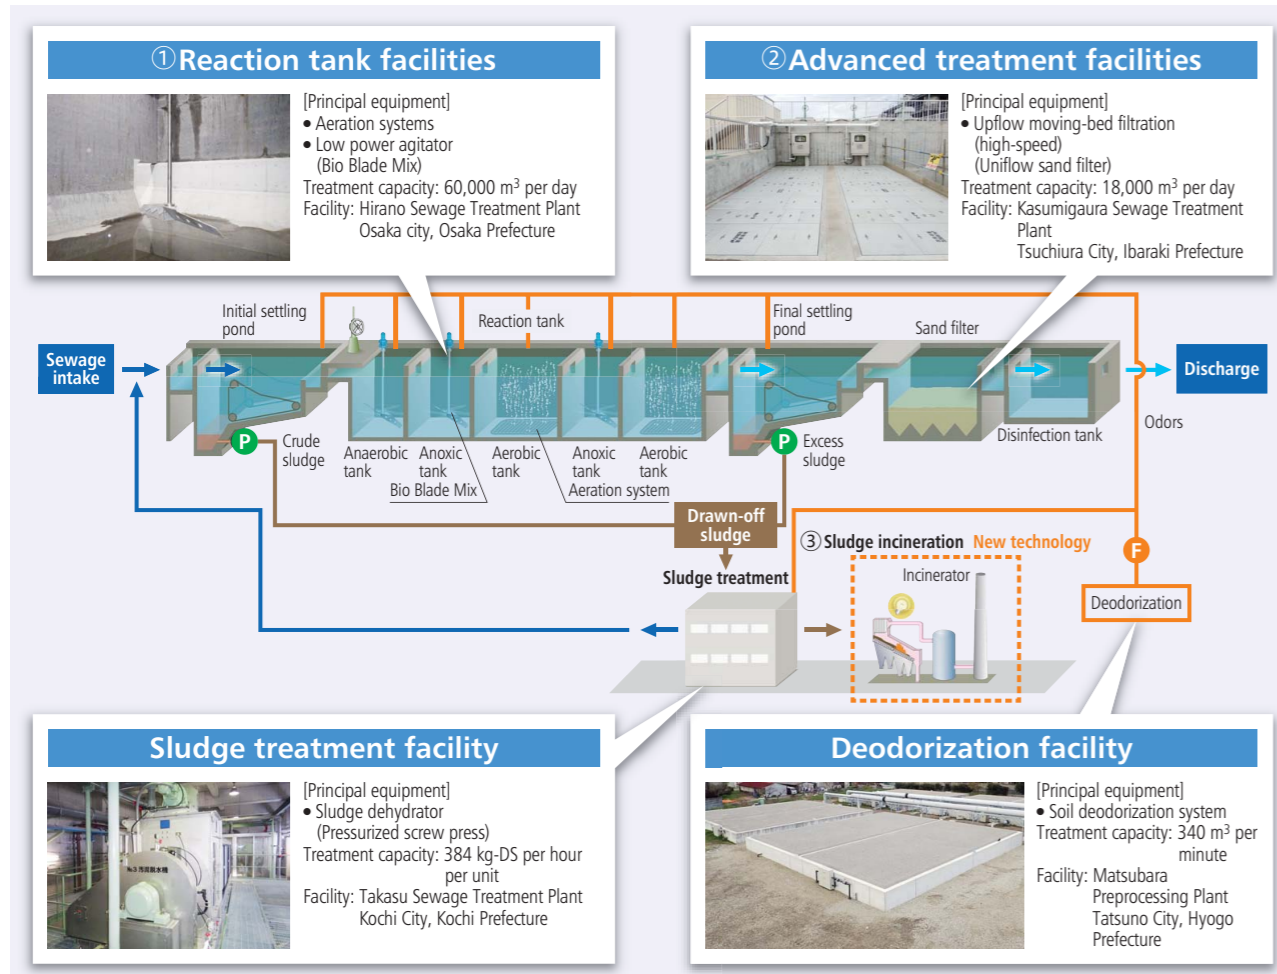 ①Reaction tank facilities
[Principal equipment]
• Aeration systems
• Low power agitator
(Bio Blade Mix)
Treatment capacity: 60,000 m³ per day
Facility: Hirano Sewage Treatment Plant
Osaka city, Osaka Prefecture
②Advanced treatment facilities
[Principal equipment]
• Upflow moving-bed filtration
(high-speed)
(Uniflow sand filter)
Treatment capacity: 18,000 m³ per day
Facility: Kasumigaura Sewage Treatment
Plant
Tsuchiura City, Ibaraki Prefecture
Initial settling
pond
Reaction tank
Final settling
pond
Sand filter
Sewage
intake
Discharge
P
Crude
sludge
Anaerobic
tank
Anoxic
tank
Bio Blade Mix
Aerobic
tank
Anoxic
tank
Aerobic
tank
Aeration system
P
Excess
sludge
Disinfection tank
Odors
Drawn-off
sludge
Sludge treatment
③Sludge incineration New technology
Incinerator
F
Deodorization
Sludge treatment facility
No.3 汚泥脱水機
[Principal equipment]
• Sludge dehydrator
(Pressurized screw press)
Treatment capacity: 384 kg-DS per hour
per unit
Facility: Takasu Sewage Treatment Plant
Kochi City, Kochi Prefecture
Deodorization facility
[Principal equipment]
• Soil deodorization system
Treatment capacity: 340 m³ per
minute
Facility: Matsubara
Preprocessing Plant
Tatsuno City, Hyogo
Prefecture